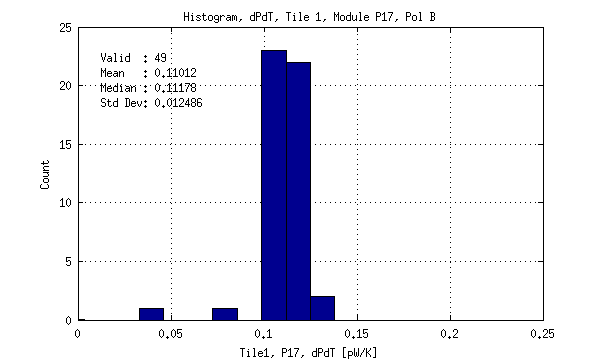 Histogram, dPdT, Tile 1, Module P17, Pol B
25
20
15
10
5
0
Count
Valid : 49
Mean : 0.11012
Median : 0.11178
Std Dev: 0.012486
0 0.05 0.1 0.15 0.2 0.25
Tile1, P17, dPdT [pW/K]